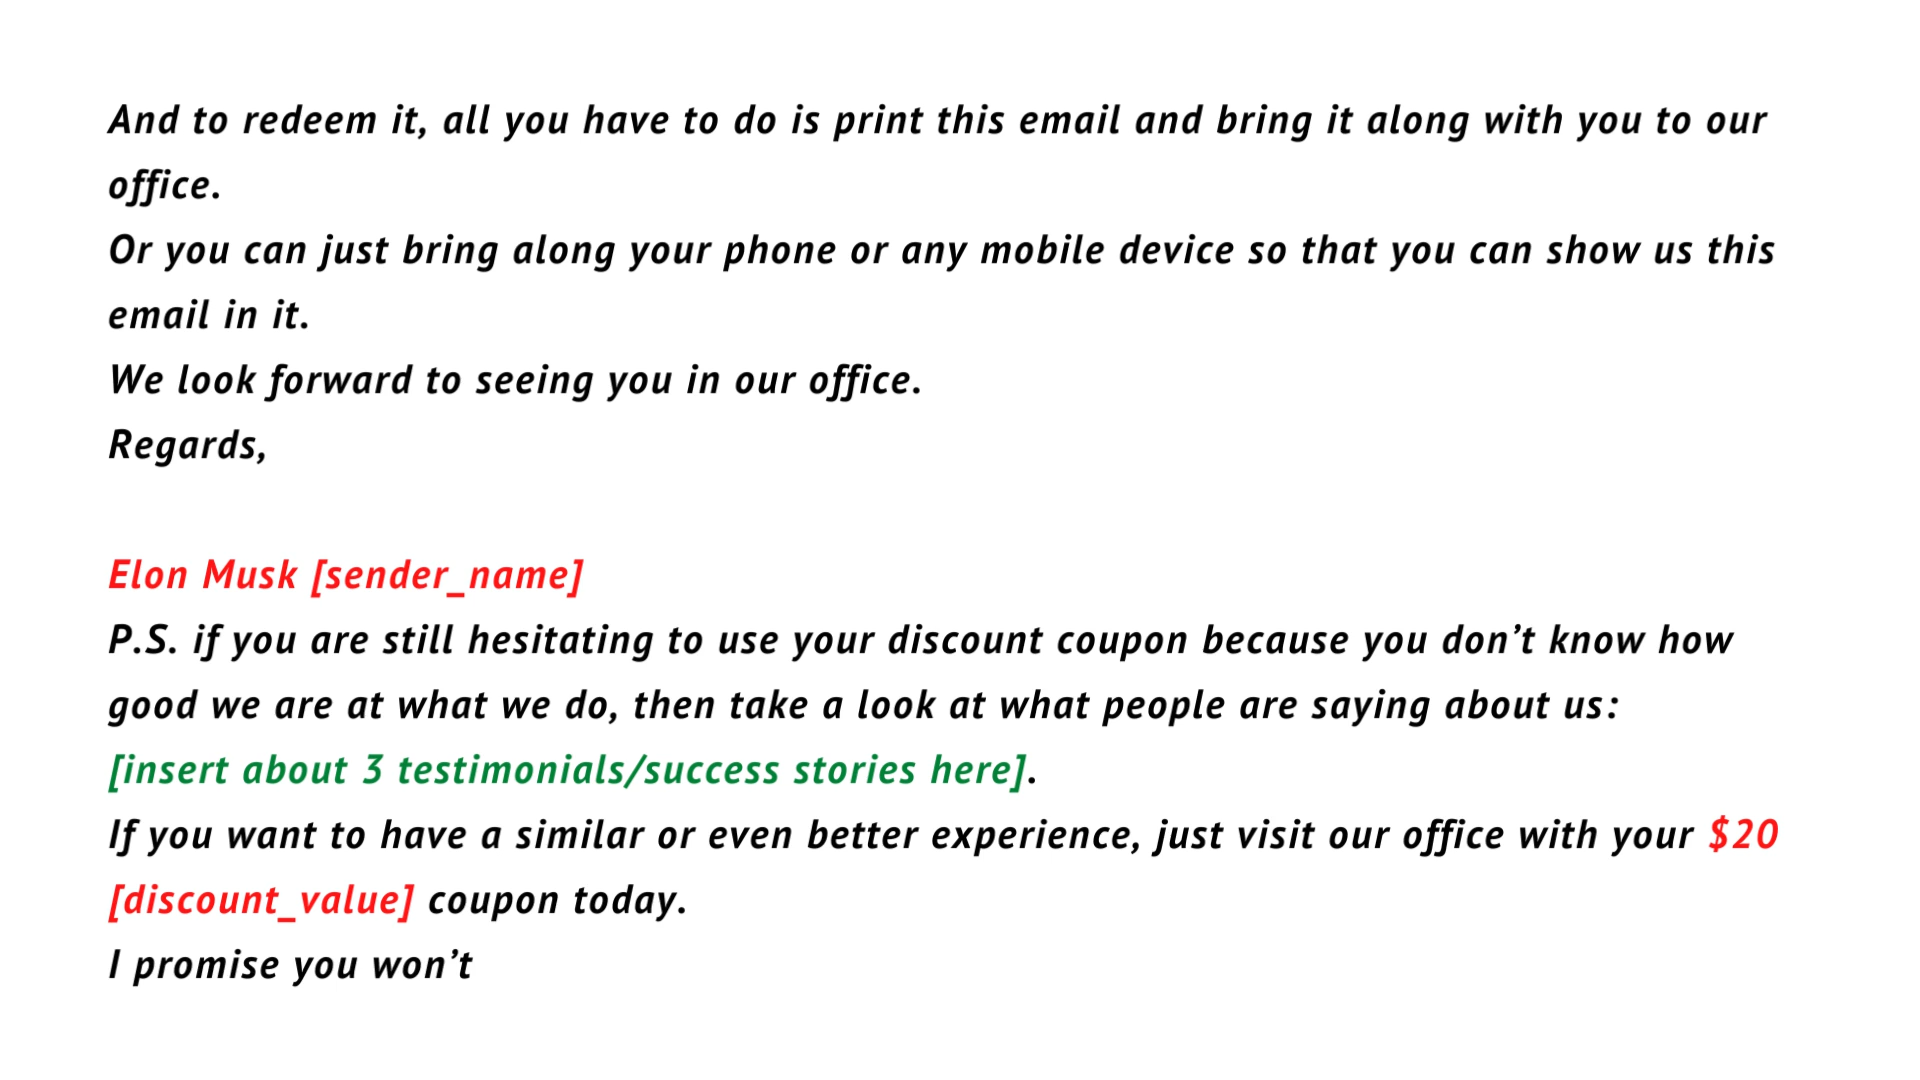 And to redeem it, all you have to do is print this email and bring it along with you to our
office.
Or you can just bring along your phone or any mobile device so that you can show us this
email in it.
We look forward to seeing you in our office.
Regards,
Elon Musk [sender_name]
P.S. if you are still hesitating to use your discount coupon because you don’t know how
good we are at what we do, then take a look at what people are saying about us:
[insert about 3 testimonials/success stories here].
If you want to have a similar or even better experience, just visit our office with your $20
[discount_value] coupon today.
I promise you won’t